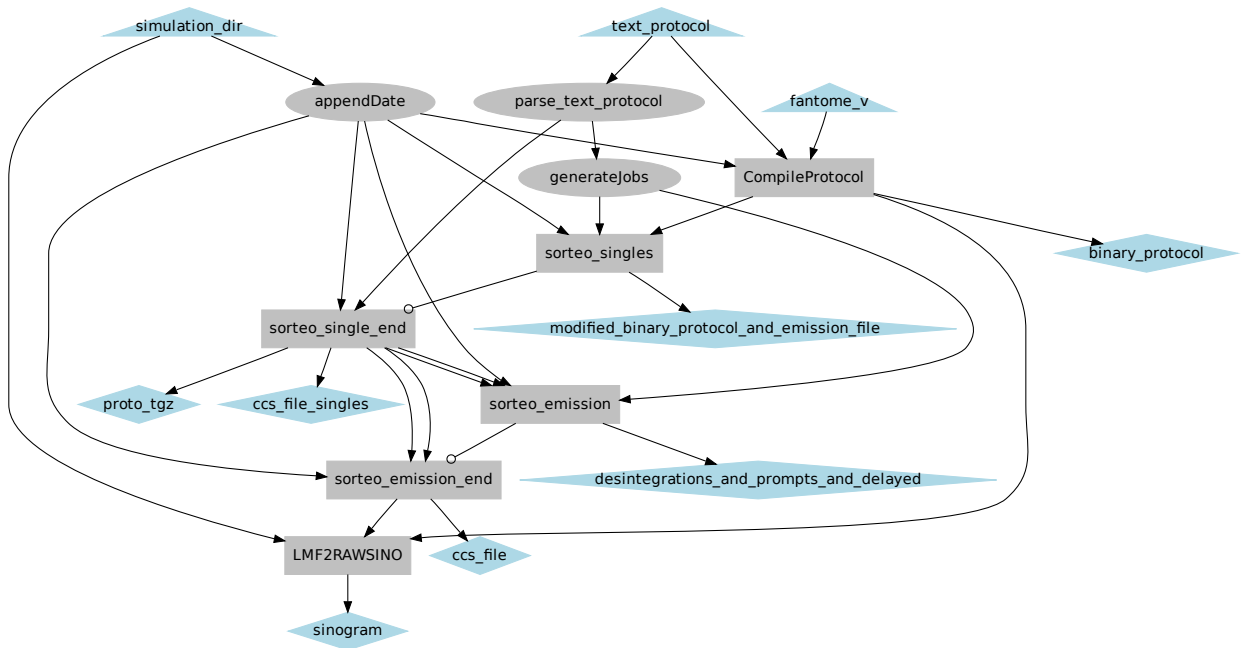 simulation_dir
text_protocol
appendDate
parse_text_protocol
fantome_v
generateJobs
CompileProtocol
sorteo_singles
binary_protocol
sorteo_single_end
modified_binary_protocol_and_emission_file
proto_tgz
ccs_file_singles
sorteo_emission
sorteo_emission_end
desintegrations_and_prompts_and_delayed
LMF2RAWSINO
ccs_file
sinogram